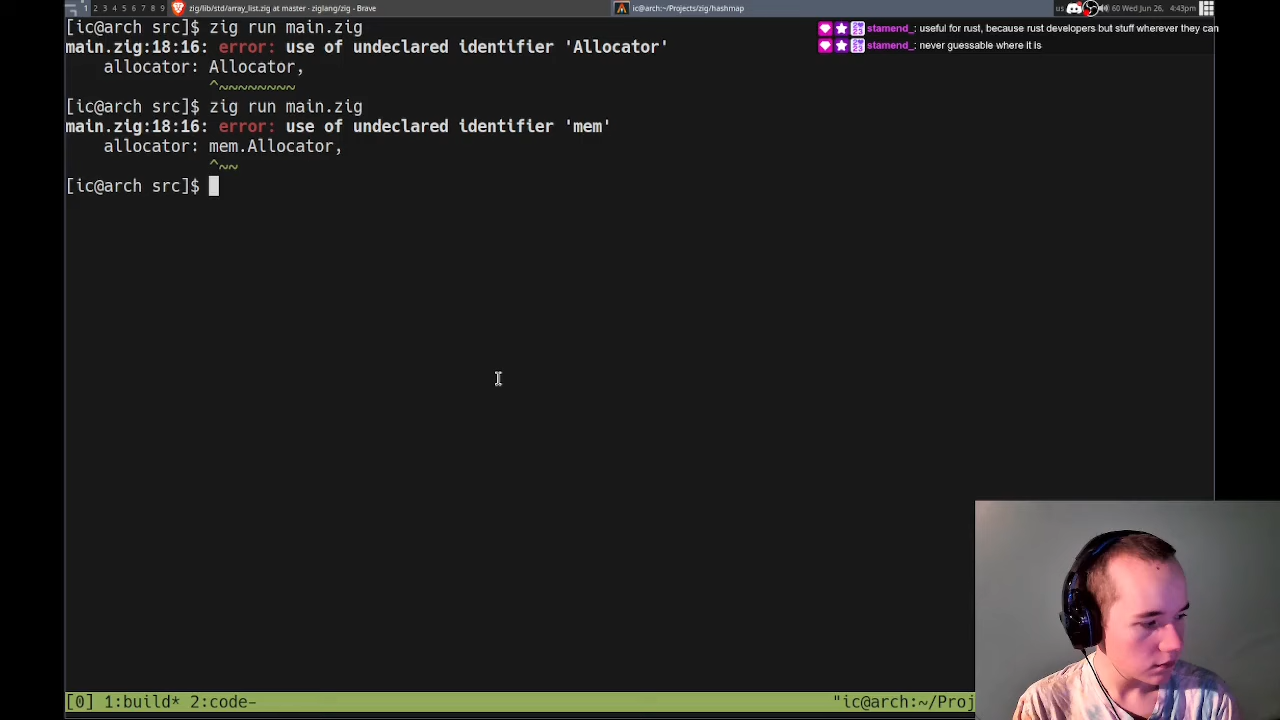 1 2 3 4 5 6 7 8 9 zig/lib/std/array_list.zig at master · ziglang/zig - Brave ic@arch:~/Projects/zig/hashmap us 60 Wed Jun 26, 4:43pm
[ic@arch src]$ zig run main.zig
stamend_: useful for rust, because rust developers but stuff wherever they can
main.zig:18:16: error: use of undeclared identifier 'Allocator'
stamend_: never guessable where it is
allocator: Allocator,
^~~~~~~~~
[ic@arch src]$ zig run main.zig
main.zig:18:16: error: use of undeclared identifier 'mem'
allocator: mem.Allocator,
^~~
[ic@arch src]$
[0] 1:build* 2:code- "ic@arch:~/Proj